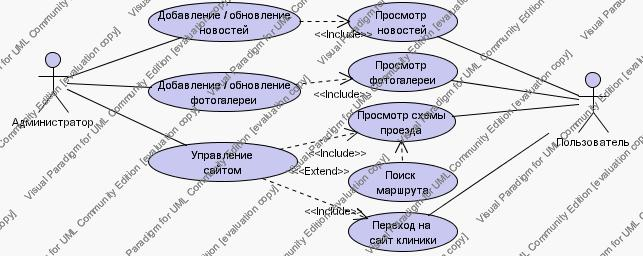 Добавление / обновление
новостей
Просмотр
новостей
<<Include>>
Добавление / обновление
фотогалереи
Просмотр
фотогалереи
<<Include>>
Администратор
Просмотр схемы
проезда
Пользователь
Управление
сайтом
<<Include>>
<<Extend>>
Поиск
маршрута
<<Include>>
Переход на
сайт клиники
Visual Paradigm for UML Community Edition [evaluation copy]